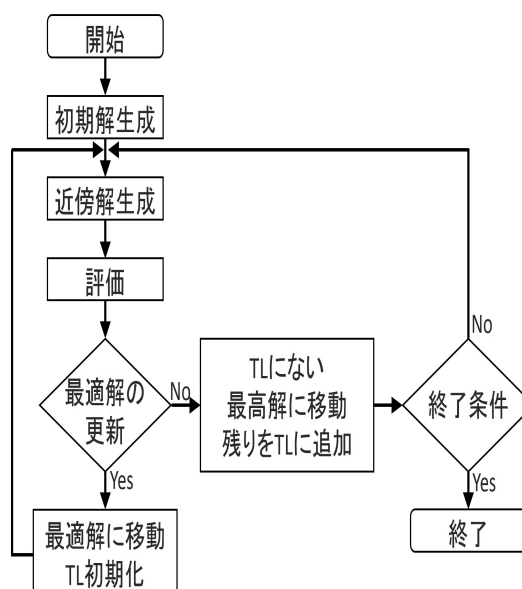 開始
初期解生成
近傍解生成
評価
最適解の
更新
No
Yes
最適解に移動
TL初期化
TLにない
最高解に移動
残りをTLに追加
終了条件
No
Yes
終了